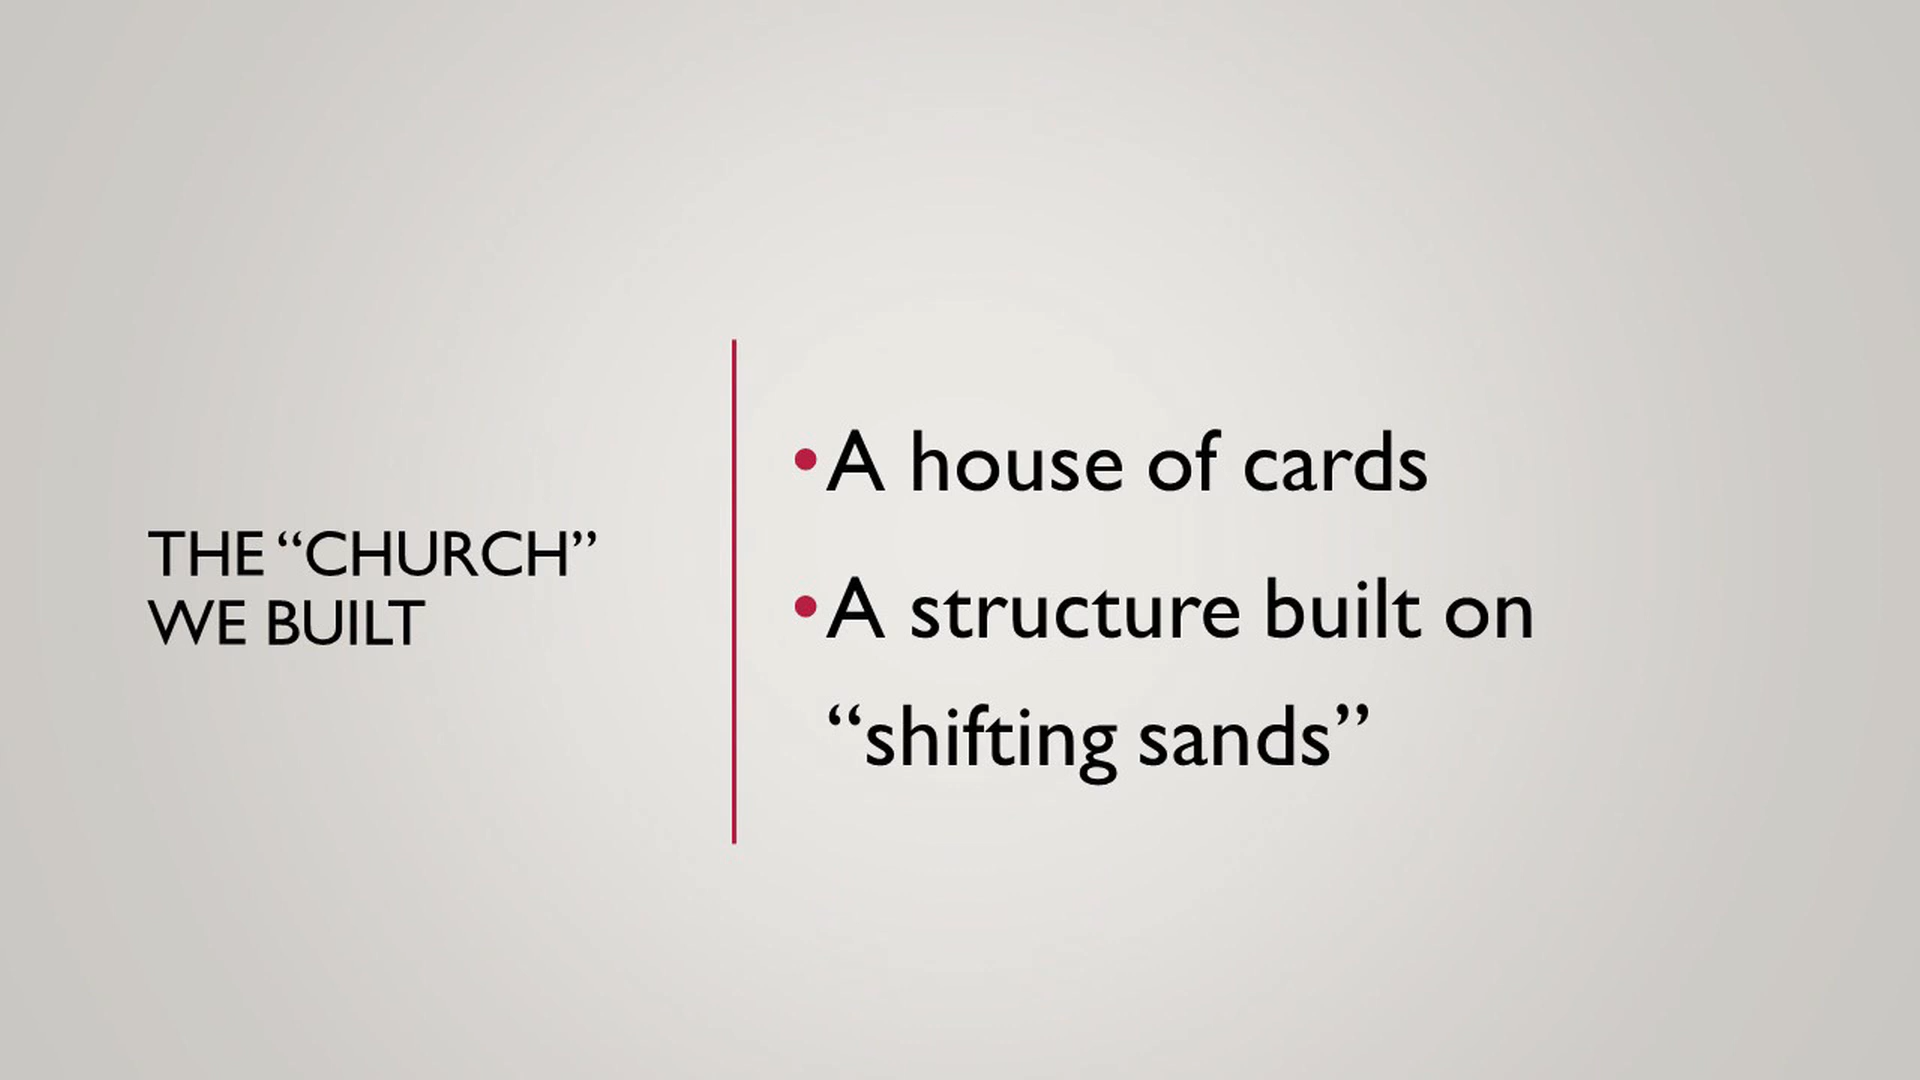 THE “CHURCH”
WE BUILT
•A house of cards
•A structure built on
“shifting sands”